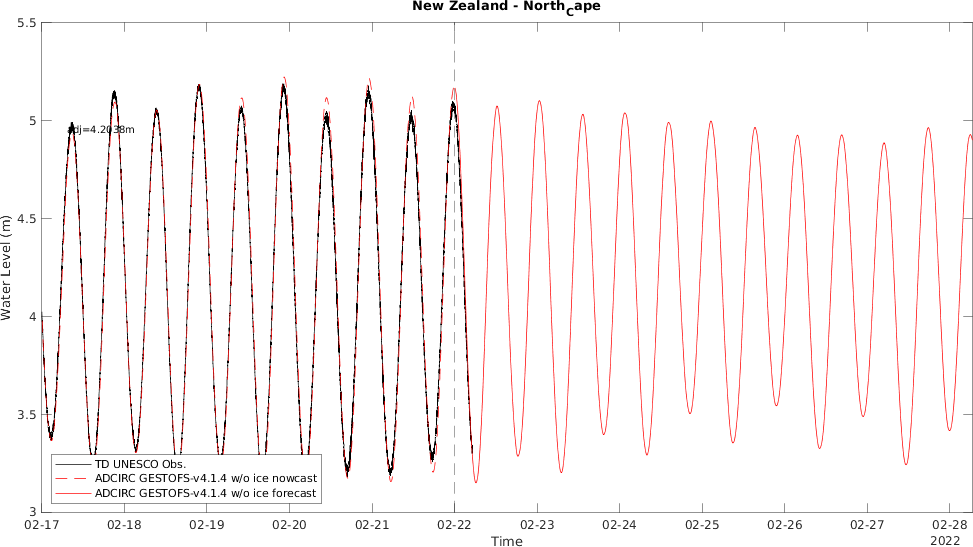 New Zealand - NorthCape
5.5
5
adj=4.2038m
4.5
Water Level (m)
4
3.5
TD UNESCO Obs.
ADCIRC GESTOFS-v4.1.4 w/o ice nowcast
ADCIRC GESTOFS-v4.1.4 w/o ice forecast
3
02-17 02-18 02-19 02-20 02-21 02-22 02-23 02-24 02-25 02-26 02-27 02-28
Time
2022